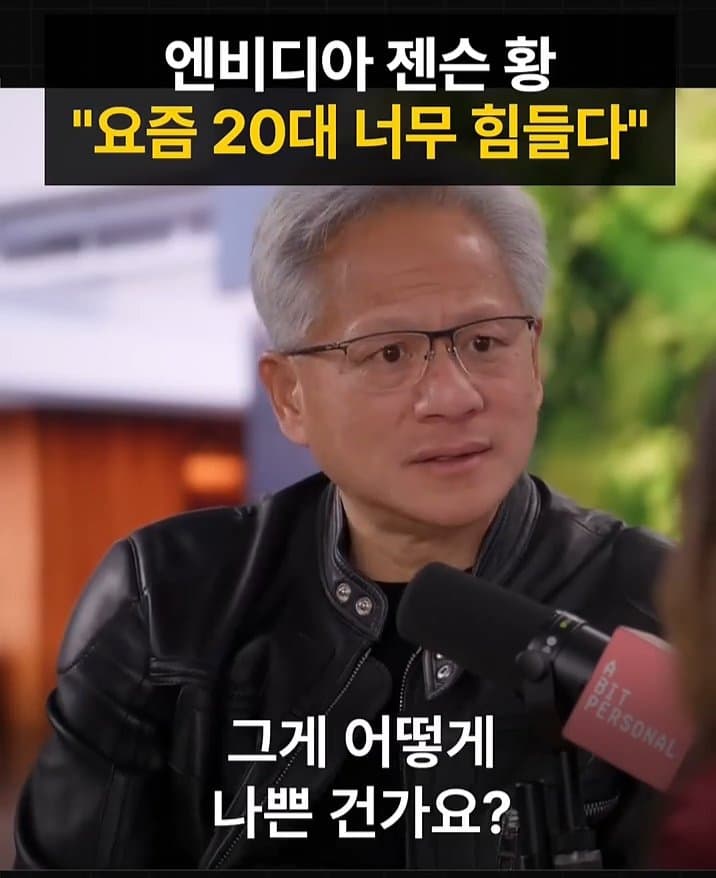 엔비디아 젠슨 황
"요즘 20대 너무 힘들다"
A
BIT
PERSONAL
그게 어떻게
나쁜 건가요?